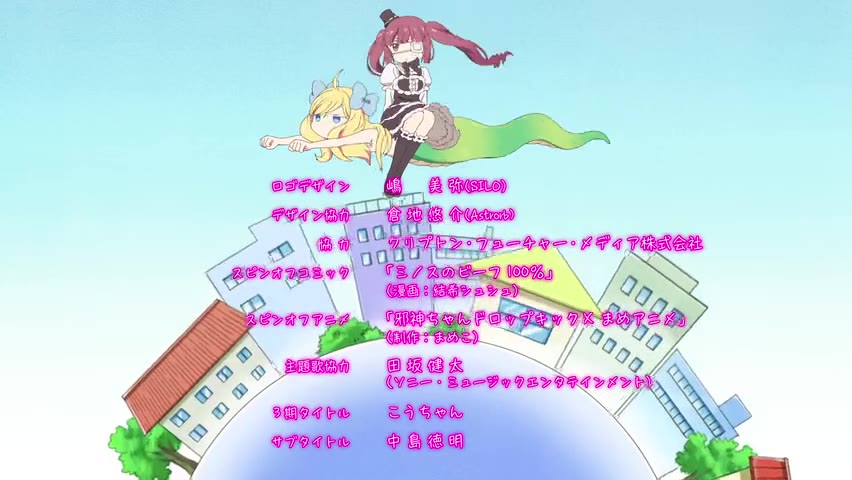 ロゴデザイン 嶋 美弥(SILO)
デザイン協力 倉地悠介(Astrorb)
協力 クリプトン・フューチャー・メディア株式会社
スピンオフコミック 「ミノスのビーフ100%」
(漫画：結希シュシュ)
スピンオフアニメ 「邪神ちゃんドロップキックX まめアニメ」
(制作：まめこ)
主題歌協力 田坂健太
(ソニー・ミュージックエンタテインメント)
3期タイトル こうちゃん
サブタイトル 中島徳明